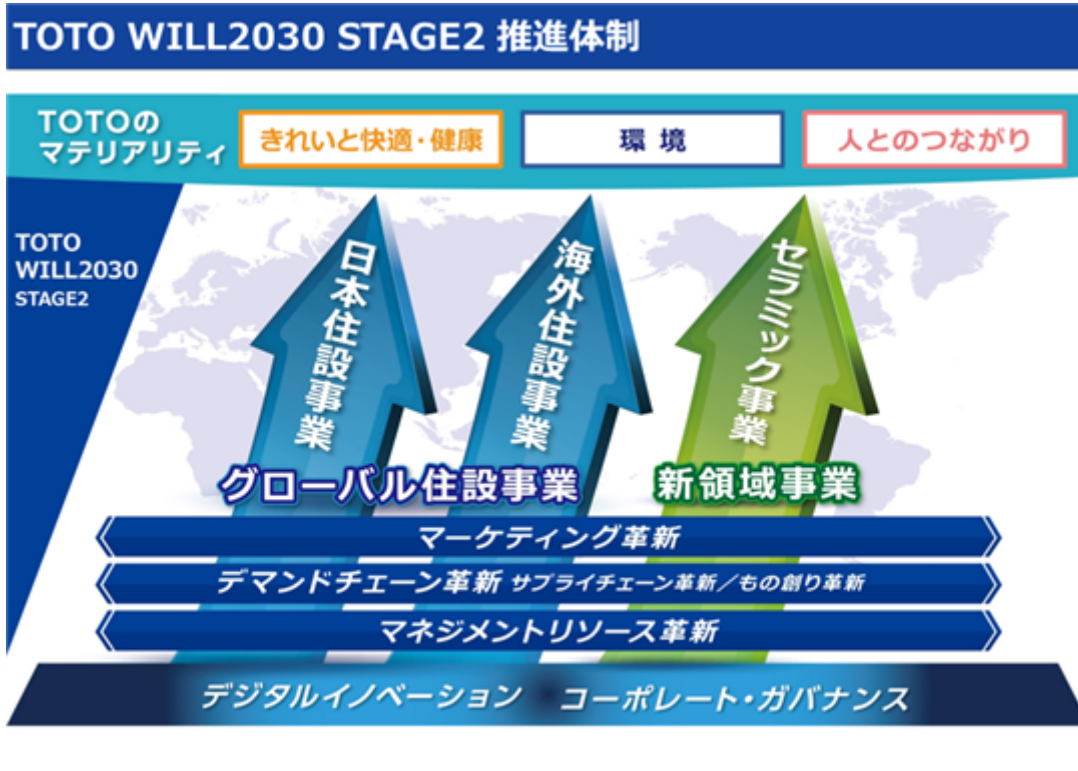 TOTO WILL2030 STAGE2 推進体制
TOTOの
マテリアリティ
きれいと快適・健康
環境
人とのつながり
TOTO
WILL2030
STAGE2
日本住設事業
海外住設事業
セラミック事業
グローバル住設事業
新領域事業
マーケティング革新
デマンドチェーン革新 サプライチェーン革新／もの創り革新
マネジメントリソース革新
デジタルイノベーション コーポレート・ガバナンス